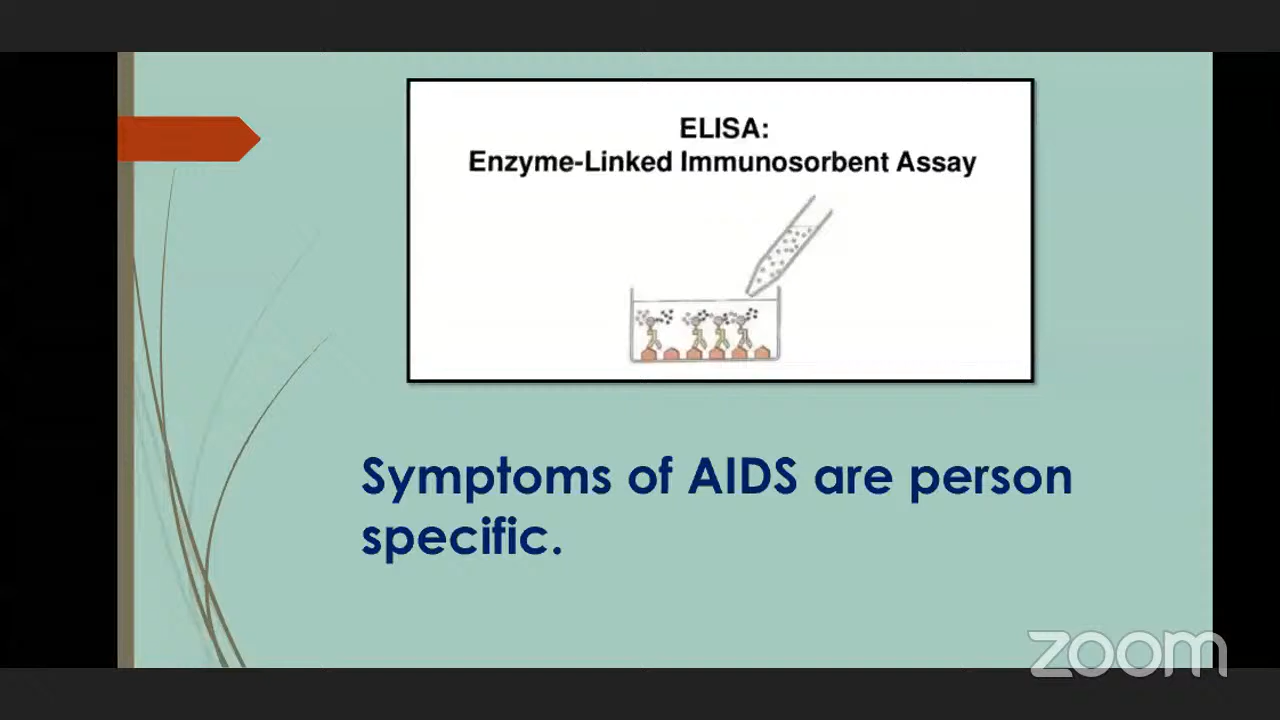 ELISA:
Enzyme-Linked Immunosorbent Assay
Symptoms of AIDS are person
specific.
zoom